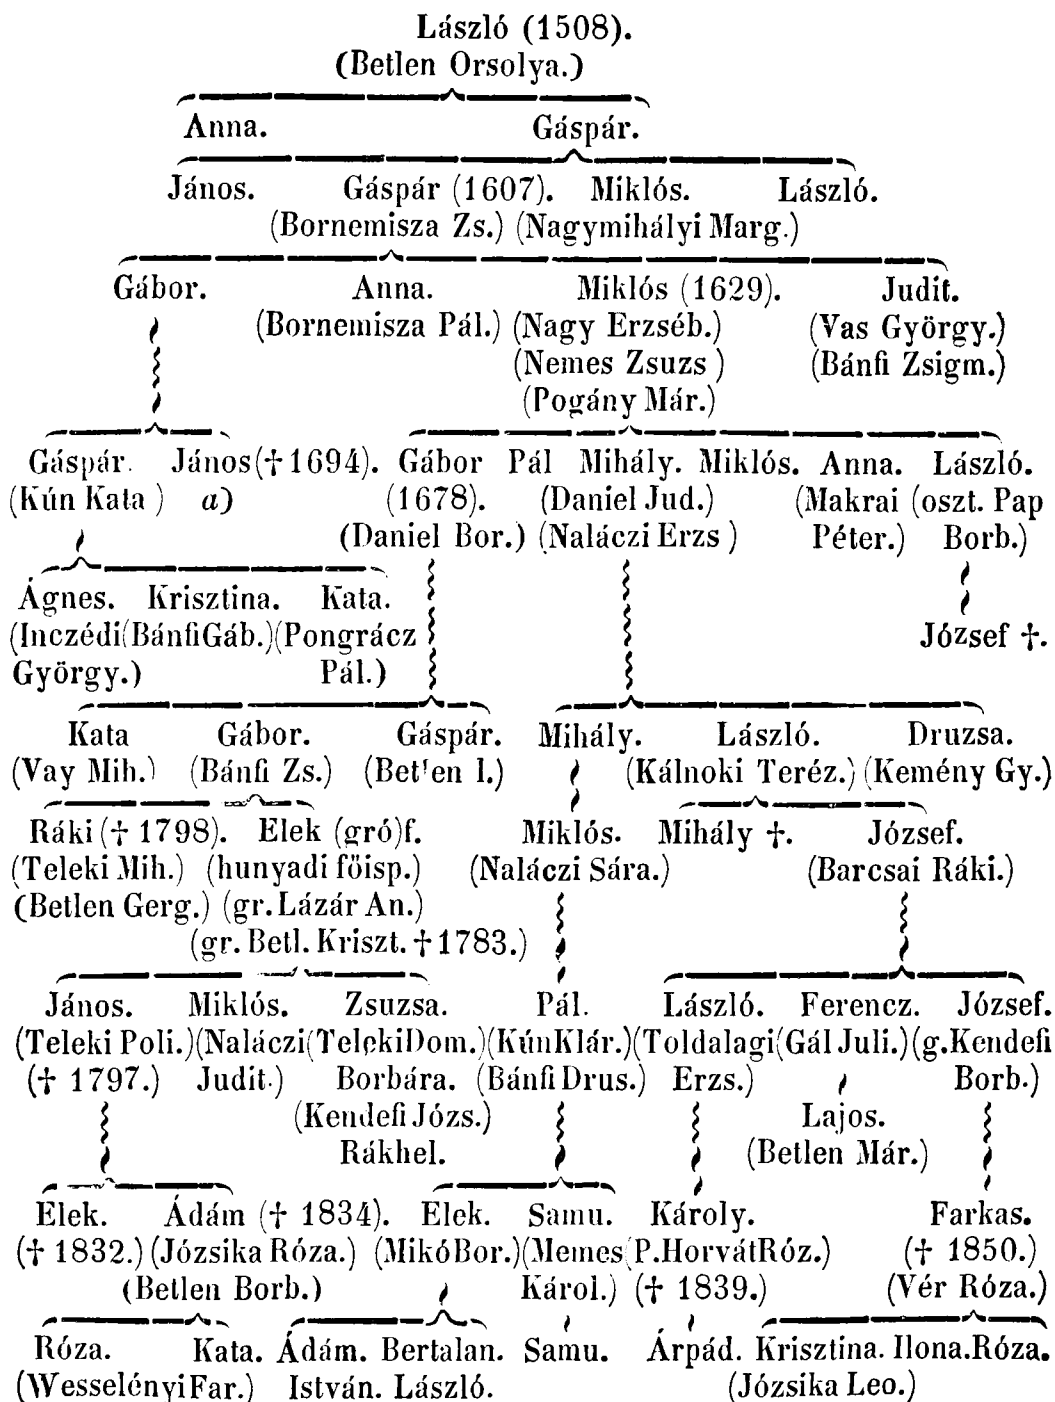 László (1508).
(Betlen Orsolya.)
Anna. Gáspár.
János. Gáspár (1607). Miklós. László.
(Bornemisza Zs.) (Nagymihályi Marg.)
Gábor. Anna. Miklós (1629). Judit.
(Bornemisza Pál.) (Nagy Erzséb.) (Vas György.)
(Nemes Zsuzs ) (Bánfi Zsigm.)
(Pogány Már.)
Gáspár. János († 1694). Gábor Pál Mihály. Miklós. Anna. László.
(Kún Kata ) a) (1678). (Daniel Jud.) (Makrai (oszt. Pap
(Daniel Bor.) (Naláczi Erzs ) Péter.) Borb.)
Ágnes. Krisztina. Kata.
(Inczédi (Bánfi Gáb.) (Pongrácz József †.
György.) Pál.)
Kata Gábor. Gáspár. Mihály. László. Druzsa.
(Vay Mih.) (Bánfi Zs.) (Bet'en I.) (Kálnoki Teréz.) (Kemény Gy.)
Ráki († 1798). Elek (gró)f. Miklós. Mihály †. József.
(Teleki Mih.) (hunyadi főisp.) (Naláczi Sára.) (Barcsai Ráki.)
(Betlen Gerg.) (gr. Lázár An.)
(gr. Betl. Kriszt. † 1783.)
János. Miklós. Zsuzsa. Pál. László. Ferencz. József.
(Teleki Poli.) (Naláczi (Teleki Dom.) (Kún Klár.) (Toldalagi (Gál Juli.) (g. Kendefi
(† 1797.) Judit.) Borbára. (Bánfi Drus.) Erzs.) Borb.)
(Kendefi Józs.) Lajos.
Rákhel. (Betlen Már.)
Elek. Ádám († 1834). Elek. Samu. Károly. Farkas.
(† 1832.) (Józsika Róza.) (Mikó Bor.) (Memes (P. Horvát Róz.) († 1850.)
(Betlen Borb.) Károl.) († 1839.) (Vér Róza.)
Róza. Kata. Ádám. Bertalan. Samu. Árpád. Krisztina. Ilona. Róza.
(Wesselényi Far.) István. László. (Józsika Leo.)